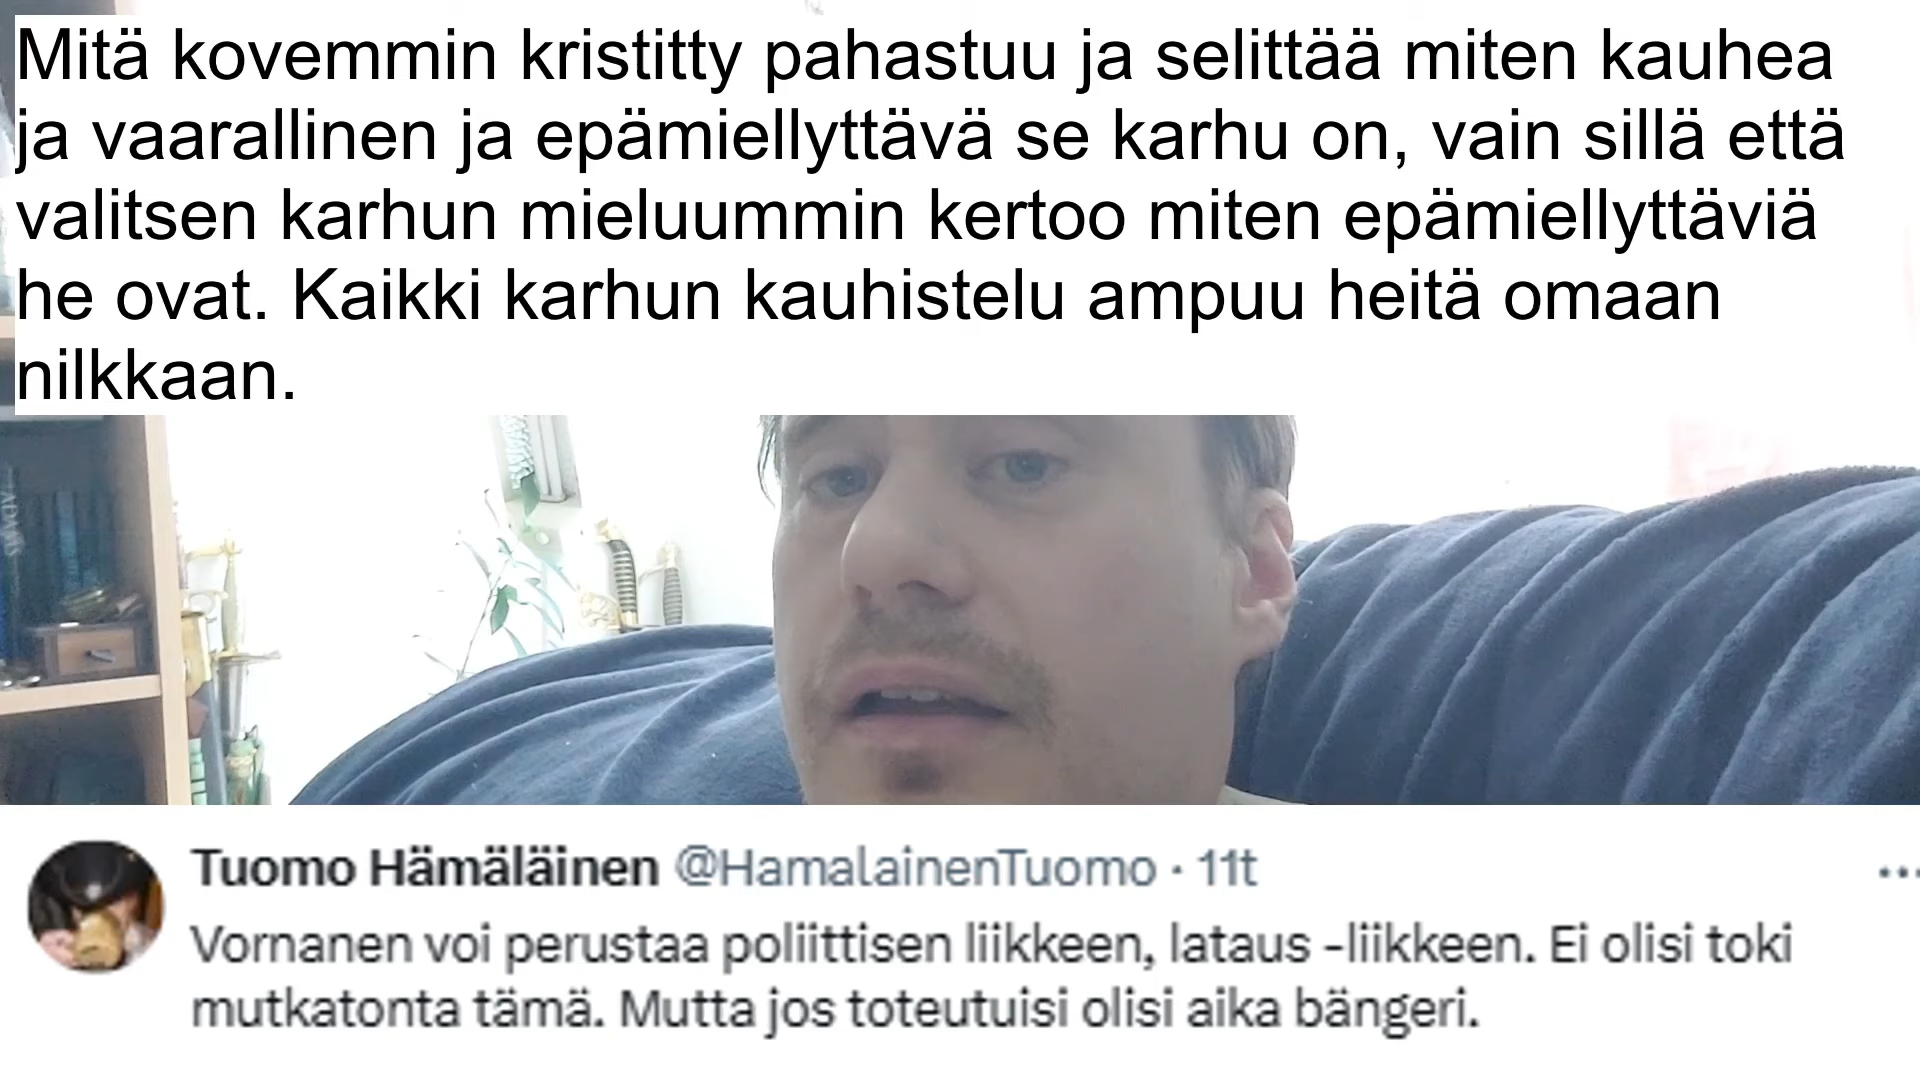 Mitä kovemmin kristitty pahastuu ja selittää miten kauhea
ja vaarallinen ja epämiellyttävä se karhu on, vain sillä että
valitsen karhun mieluummin kertoo miten epämiellyttäviä
he ovat. Kaikki karhun kauhistelu ampuu heitä omaan
nilkkaan.
Tuomo Hämäläinen @HamalainenTuomo · 11t
Vornanen voi perustaa poliittisen liikkeen, lataus -liikkeen. Ei olisi toki
mutkatonta tämä. Mutta jos toteutuisi olisi aika bängeri.